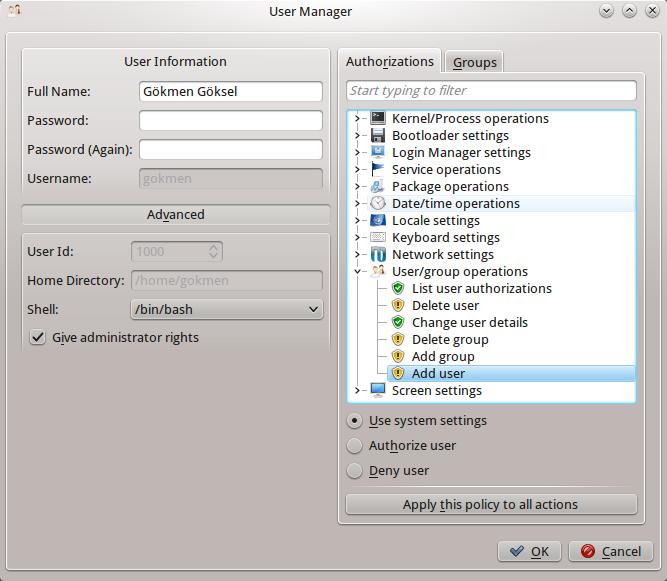 User Manager
User Information
Full Name: Gökmen Göksel
Password:
Password (Again):
Username: gokmen
Advanced
User Id: 1000
Home Directory: /home/gokmen
Shell: /bin/bash
Give administrator rights
Authorizations Groups
Start typing to filter
Kernel/Process operations
Bootloader settings
Login Manager settings
Service operations
Package operations
Date/time operations
Locale settings
Keyboard settings
Network settings
User/group operations
List user authorizations
Delete user
Change user details
Delete group
Add group
Add user
Screen settings
Use system settings
Authorize user
Deny user
Apply this policy to all actions
OK Cancel